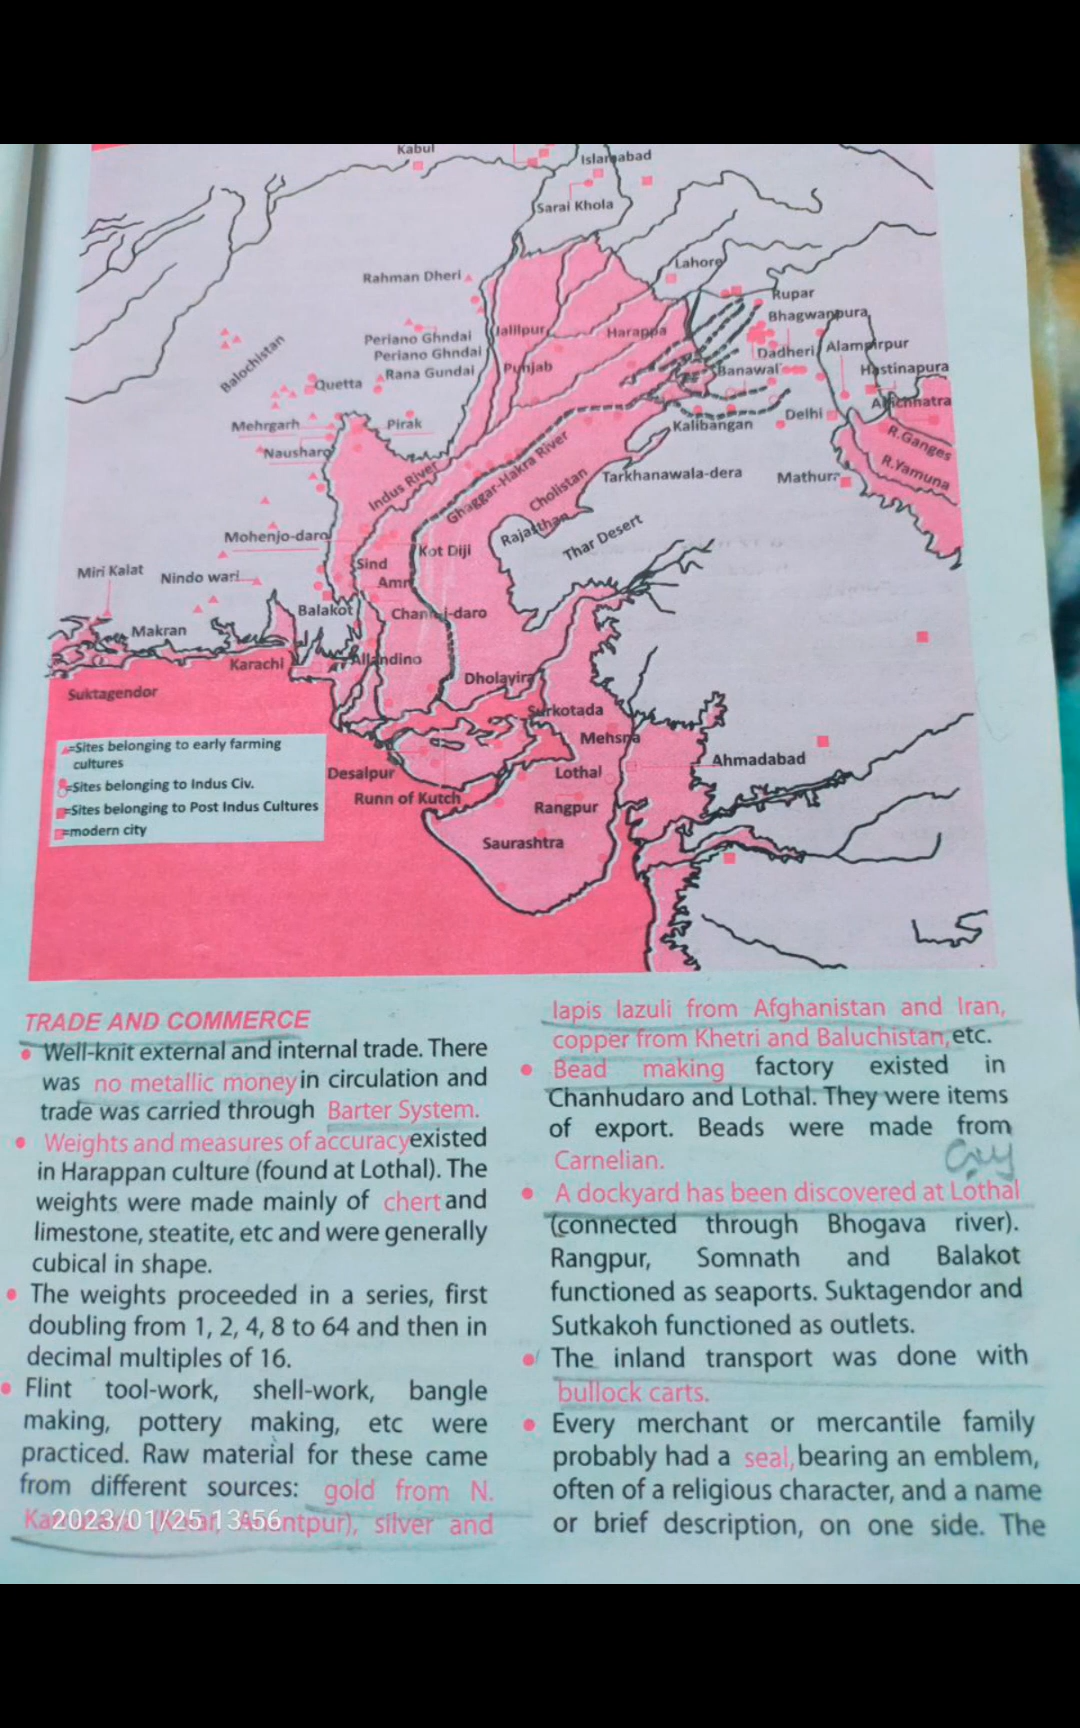 Kabul
Islamabad
Sarai Khola
Lahore
Rahman Dheri
Rupar
Bhagwanpura
Jalilpur
Harappa
Periano Ghndai
Periano Ghndai
Dadheri
Alampirpur
Balochistan
Rana Gundai
Punjab
Banawal
Hastinapura
Quetta
Ahichhatra
Delhi
Mehrgarh
Pirak
Kalibangan
R.Ganges
Nausharo
R.Yamuna
Indus River
Ghaggar-Hakra River
Cholistan
Tarkhanawala-dera
Mathura
Rajasthan
Thar Desert
Mohenjo-daro
Kot Diji
Sind
Miri Kalat
Nindo wari
Amri
Balakot
Chanhu-daro
Makran
Karachi
Allandino
Dholavira
Suktagendor
Surkotada
Mehsna
=Sites belonging to early farming
cultures
=Sites belonging to Indus Civ.
=Sites belonging to Post Indus Cultures
=modern city
Desalpur
Lothal
Ahmadabad
Runn of Kutch
Rangpur
Saurashtra
TRADE AND COMMERCE
• Well-knit external and internal trade. There
was no metallic money in circulation and
trade was carried through Barter System.
• Weights and measures of accuracy existed
in Harappan culture (found at Lothal). The
weights were made mainly of chert and
limestone, steatite, etc and were generally
cubical in shape.
• The weights proceeded in a series, first
doubling from 1, 2, 4, 8 to 64 and then in
decimal multiples of 16.
• Flint tool-work, shell-work, bangle
making, pottery making, etc were
practiced. Raw material for these came
from different sources: gold from N.
silver and
2023/01/25 13:56
lapis lazuli from Afghanistan and Iran,
copper from Khetri and Baluchistan, etc.
• Bead making factory existed in
Chanhudaro and Lothal. They were items
of export. Beads were made from
Carnelian.
• A dockyard has been discovered at Lothal
(connected through Bhogava river).
Rangpur, Somnath and Balakot
functioned as seaports. Suktagendor and
Sutkakoh functioned as outlets.
• The inland transport was done with
bullock carts.
• Every merchant or mercantile family
probably had a seal, bearing an emblem,
often of a religious character, and a name
or brief description, on one side. The